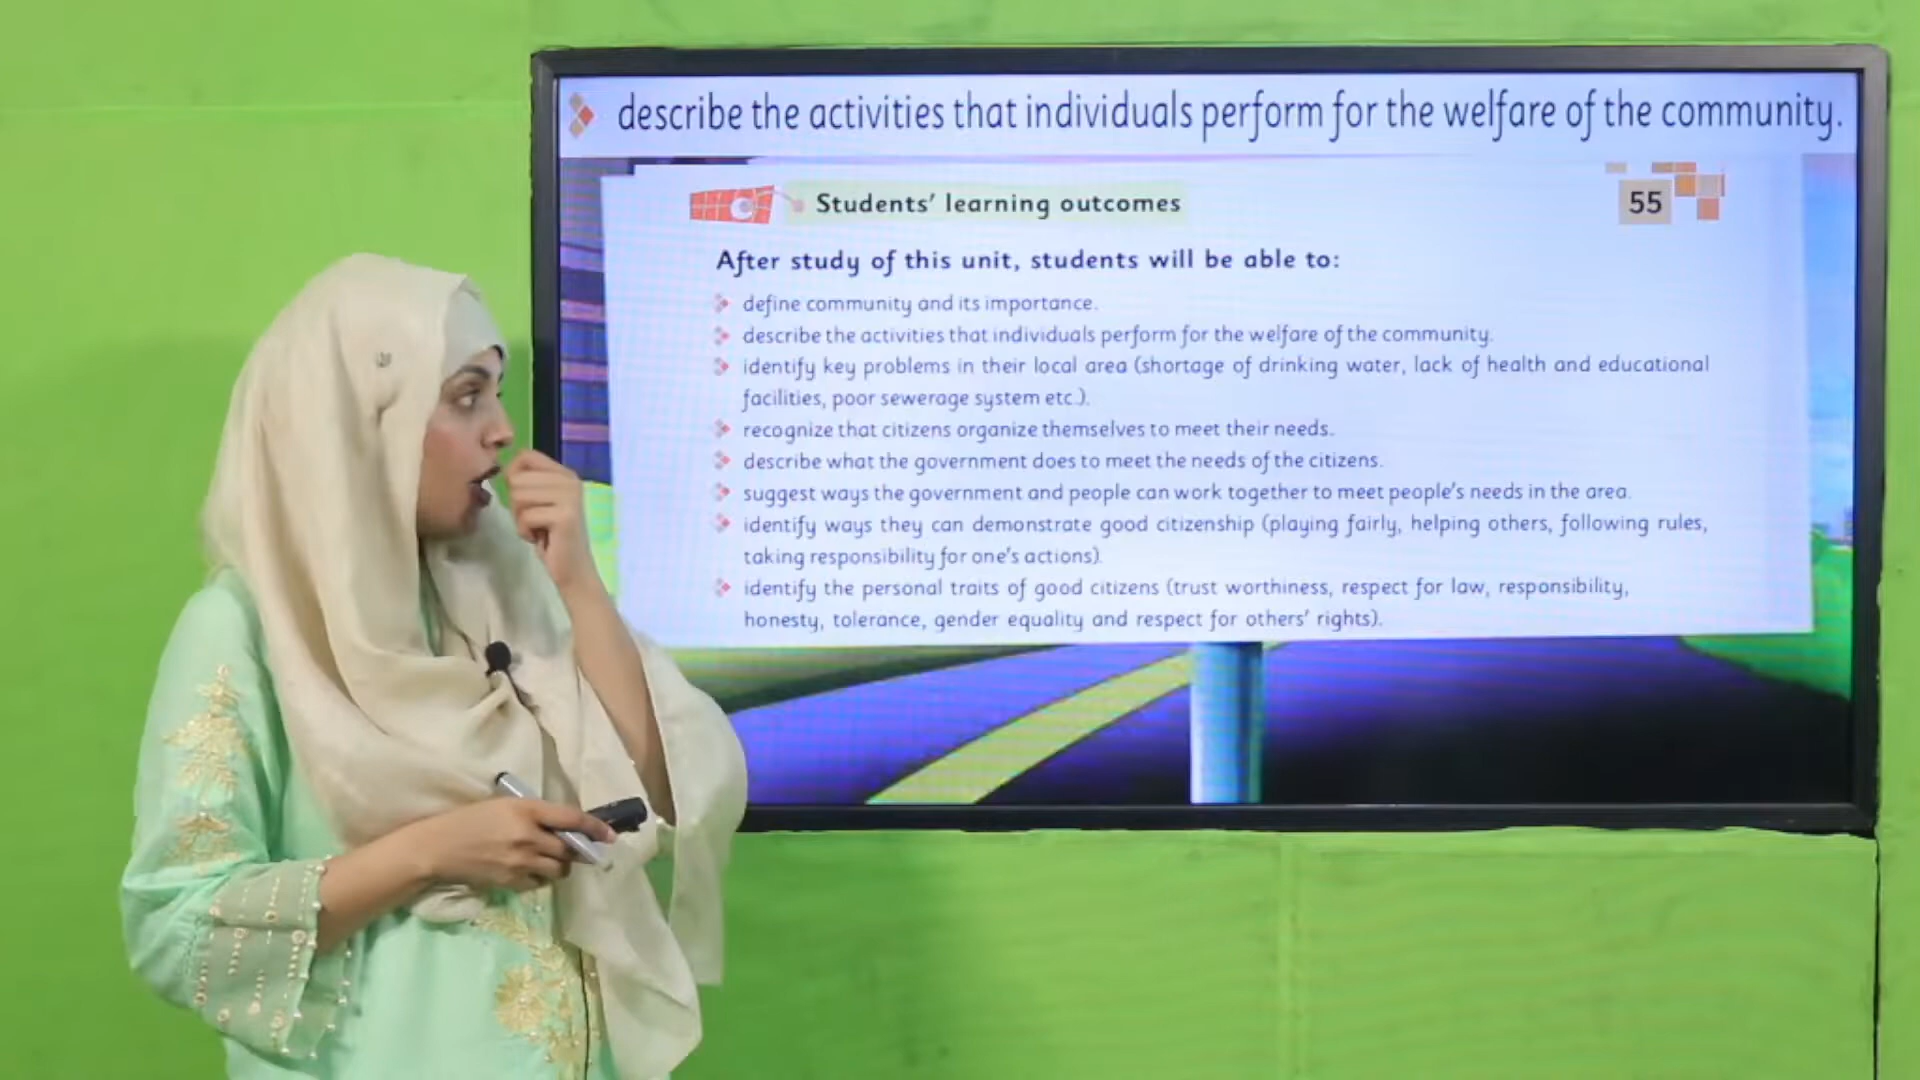 describe the activities that individuals perform for the welfare of the community.
Students' learning outcomes
55
After study of this unit, students will be able to:
define community and its importance.
describe the activities that individuals perform for the welfare of the community.
identify key problems in their local area (shortage of drinking water, lack of health and educational
facilities, poor sewerage system etc.).
recognize that citizens organize themselves to meet their needs.
describe what the government does to meet the needs of the citizens.
suggest ways the government and people can work together to meet people's needs in the area.
identify ways they can demonstrate good citizenship (playing fairly, helping others, following rules,
taking responsibility for one's actions).
identify the personal traits of good citizens (trust worthiness, respect for law, responsibility,
honesty, tolerance, gender equality and respect for others' rights).